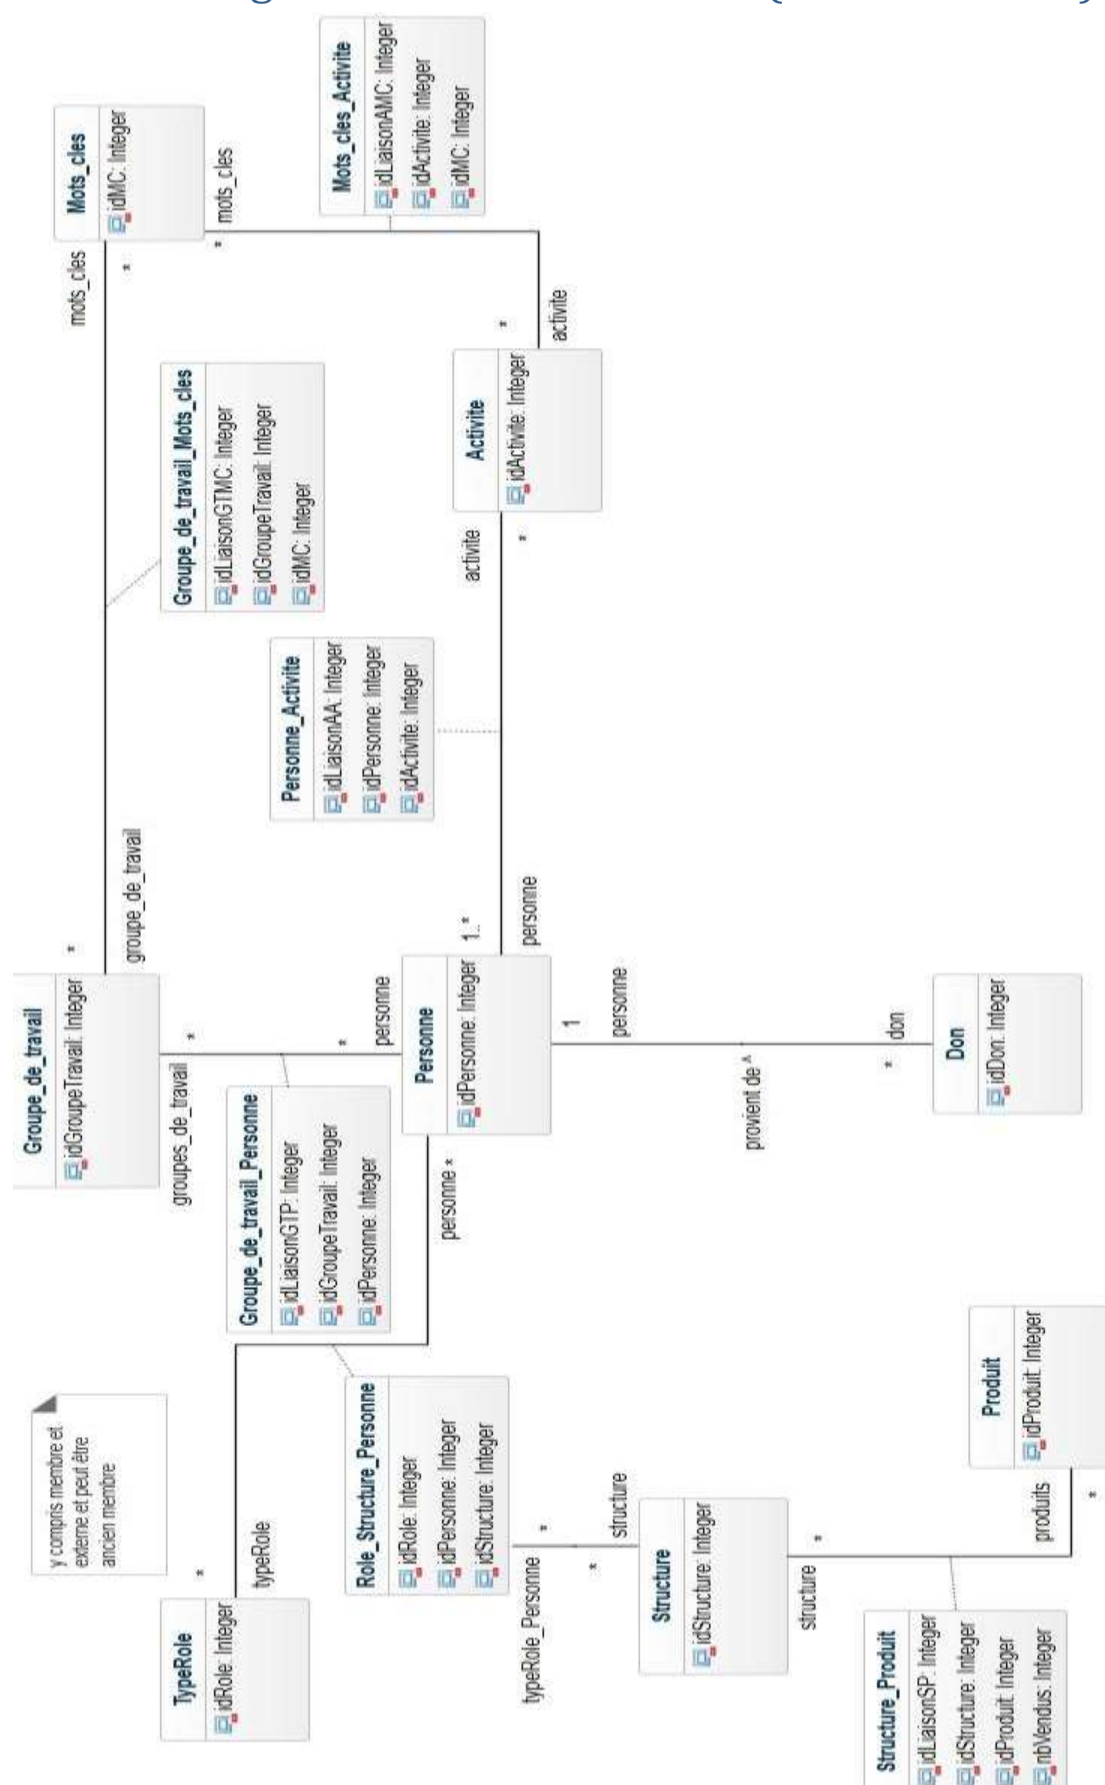 Groupe_de_travail
idGroupeTravail: Integer
*
groupe_de_travail
mots_cles
*
Mots_cles
idMC: Integer
*
mots_cles
Groupe_de_travail_Mots_cles
idLiaisonGTMC: Integer
idGroupeTravail: Integer
idMC: Integer
Mots_cles_Activite
idLiaisonAMC: Integer
idActivite: Integer
idMC: Integer
*
activite
Activite
idActivite: Integer
activite
*
Personne_Activite
idLiaisonAA: Integer
idPersonne: Integer
idActivite: Integer
1..*
personne
groupes_de_travail
*
*
personne
Groupe_de_travail_Personne
idLiaisonGTP: Integer
idGroupeTravail: Integer
idPersonne: Integer
Personne
idPersonne: Integer
personne *
1
personne
provient de ^
*
don
Don
idDon: Integer
y compris membre et
externe et peut être
ancien membre
*
typeRole
TypeRole
idRole: Integer
Role_Structure_Personne
idRole: Integer
idPersonne: Integer
idStructure: Integer
typeRole_Personne
*
*
structure
Structure
idStructure: Integer
structure
*
Produit
idProduit: Integer
produits
*
Structure_Produit
idLiaisonSP: Integer
idStructure: Integer
idProduit: Integer
nbVendus: Integer